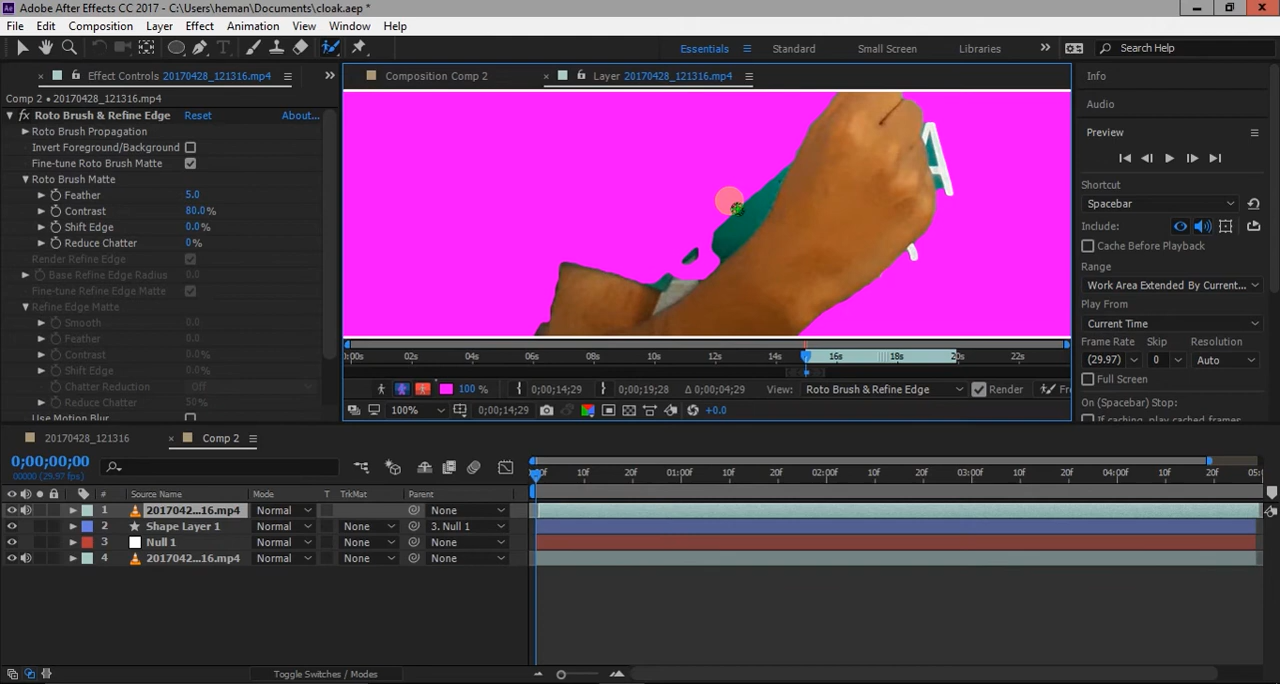 Adobe After Effects CC 2017 - C:\Users\heman\Documents\cloak.aep *
File Edit Composition Layer Effect Animation View Window Help
Essentials Standard Small Screen Libraries Search Help
Effect Controls 20170428_121316.mp4
Composition Comp 2
Layer 20170428_121316.mp4
Info
Comp 2 • 20170428_121316.mp4
Audio
fx Roto Brush & Refine Edge Reset About...
Roto Brush Propagation
Preview
Invert Foreground/Background
Fine-tune Roto Brush Matte
Roto Brush Matte
Shortcut
Feather 5.0
Spacebar
Contrast 80.0%
Shift Edge 0.0%
Include:
Reduce Chatter 0%
Cache Before Playback
Render Refine Edge
Range
Base Refine Edge Radius 0.0
Work Area Extended By Current...
Fine-tune Refine Edge Matte
Play From
Refine Edge Matte
Current Time
Smooth 0.0
Feather 0.0
Frame Rate Skip Resolution
Contrast 0.0%
(29.97) 0 Auto
Shift Edge 0.0%
Full Screen
Chatter Reduction Off
Reduce Chatter 50%
On (Spacebar) Stop:
Use Motion Blur
If caching, play cached frames
A
0:00s 02s 04s 06s 08s 10s 12s 14s 16s 18s 20s 22s
100 % 0;00;14;29 0;00;19;28 Δ 0;00;04;29 View: Roto Brush & Refine Edge Render Fr
100% 0;00;14;29 +0.0
20170428_121316 Comp 2
0;00;00;00
00000 (29.97 fps)
10f 20f 01:00f 10f 20f 02:00f 10f 20f 03:00f 10f 20f 04:00f 10f 20f 05:0
# Source Name Mode T TrkMat Parent
1 2017042...16.mp4 Normal None
2 Shape Layer 1 Normal None 3. Null 1
3 Null 1 Normal None None
4 2017042...16.mp4 Normal None None
Toggle Switches / Modes